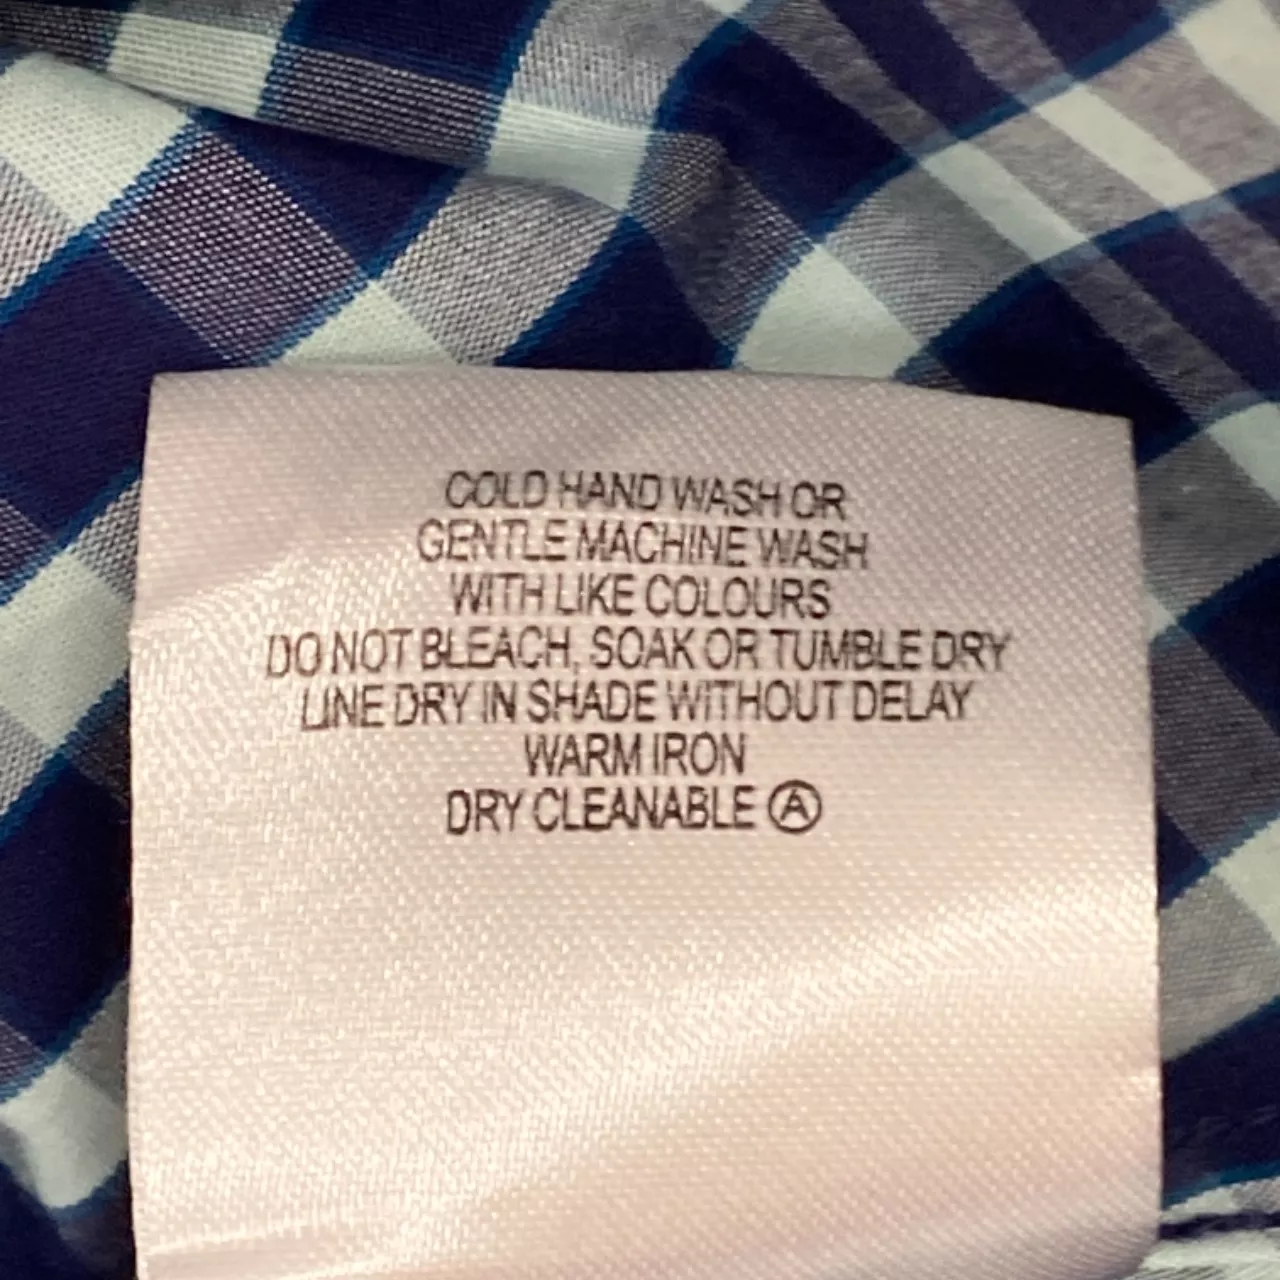 COLD HAND WASH OR
GENTLE MACHINE WASH
WITH LIKE COLOURS
DO NOT BLEACH, SOAK OR TUMBLE DRY
LINE DRY IN SHADE WITHOUT DELAY
WARM IRON
DRY CLEANABLE Ⓐ